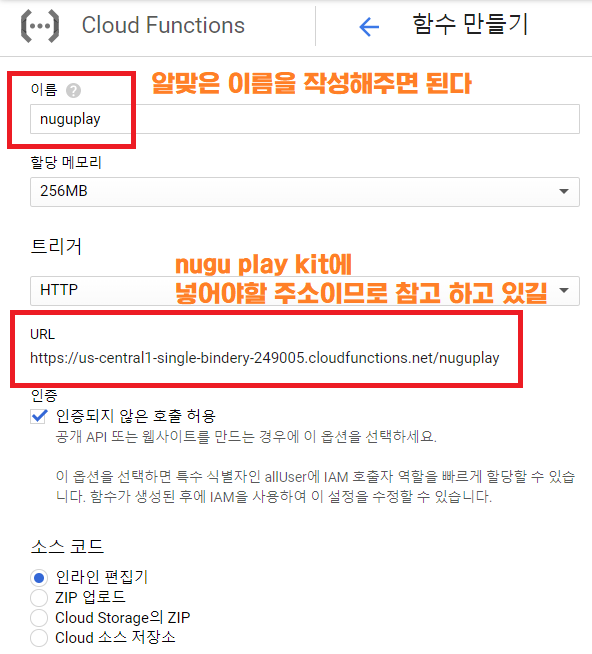 Cloud Functions
함수 만들기
이름
알맞은 이름을 작성해주면 된다
nuguplay
할당 메모리
256MB
트리거
nugu play kit에
HTTP
넣어야할 주소이므로 참고 하고 있길
URL
https://us-central1-single-bindery-249005.cloudfunctions.net/nuguplay
인증
인증되지 않은 호출 허용
공개 API 또는 웹사이트를 만드는 경우에 이 옵션을 선택하세요.
이 옵션을 선택하면 특수 식별자인 allUser에 IAM 호출자 역할을 빠르게 할당할 수 있습
니다. 함수가 생성된 후에 IAM을 사용하여 이 설정을 수정할 수 있습니다.
소스 코드
인라인 편집기
ZIP 업로드
Cloud Storage의 ZIP
Cloud 소스 저장소